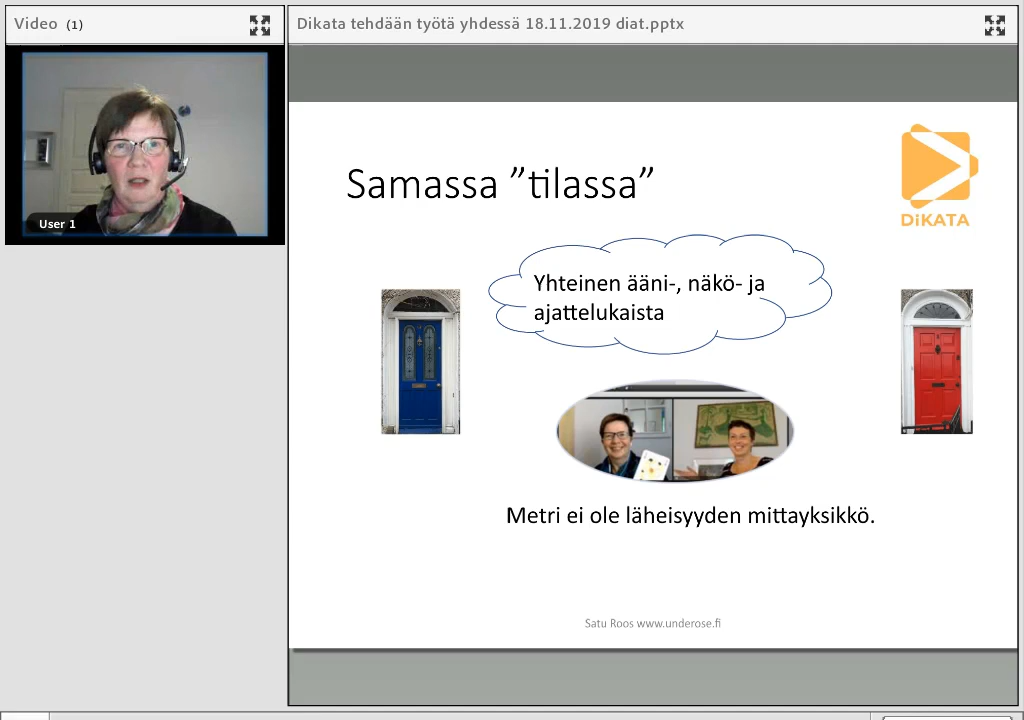 Video (1)
Dikata tehdään työtä yhdessä 18.11.2019 diat.pptx
User 1
Samassa ”tilassa”
DiKATA
Yhteinen ääni-, näkö- ja
ajattelukaista
Metri ei ole läheisyyden mittayksikkö.
Satu Roos www.underose.fi